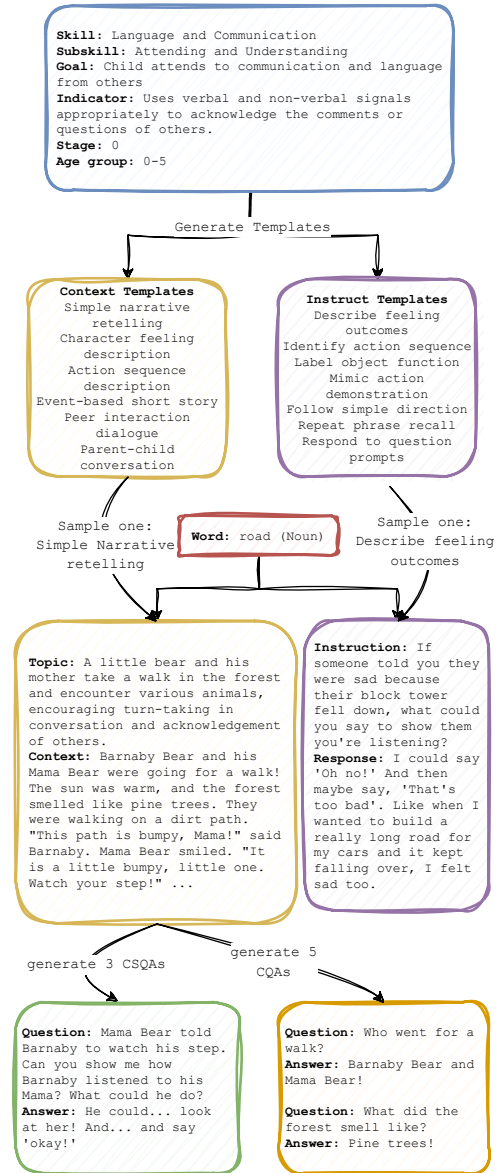 Skill: Language and Communication
Subskill: Attending and Understanding
Goal: Child attends to communication and language
from others
Indicator: Uses verbal and non-verbal signals
appropriately to acknowledge the comments or
questions of others.
Stage: 0
Age group: 0-5
Generate Templates
Context Templates
Simple narrative
retelling
Character feeling
description
Action sequence
description
Event-based short story
Peer interaction
dialogue
Parent-child
conversation
Instruct Templates
Describe feeling
outcomes
Identify action sequence
Label object function
Mimic action
demonstration
Follow simple direction
Repeat phrase recall
Respond to question
prompts
Sample one:
Simple Narrative
retelling
Word: road (Noun)
Sample one:
Describe feeling
outcomes
Topic: A little bear and his
mother take a walk in the forest
and encounter various animals,
encouraging turn-taking in
conversation and acknowledgement
of others.
Context: Barnaby Bear and his
Mama Bear were going for a walk!
The sun was warm, and the forest
smelled like pine trees. They
were walking on a dirt path.
"This path is bumpy, Mama!" said
Barnaby. Mama Bear smiled. "It
is a little bumpy, little one.
Watch your step!" ...
Instruction: If
someone told you they
were sad because
their block tower
fell down, what could
you say to show them
you're listening?
Response: I could say
'Oh no!' And then
maybe say, 'That's
too bad'. Like when I
wanted to build a
really long road for
my cars and it kept
falling over, I felt
sad too.
generate 3 CSQAs
generate 5
CQAs
Question: Mama Bear told
Barnaby to watch his step.
Can you show me how
Barnaby listened to his
Mama? What could he do?
Answer: He could... look
at her! And... and say
'okay!'
Question: Who went for a
walk?
Answer: Barnaby Bear and
Mama Bear!
Question: What did the
forest smell like?
Answer: Pine trees!